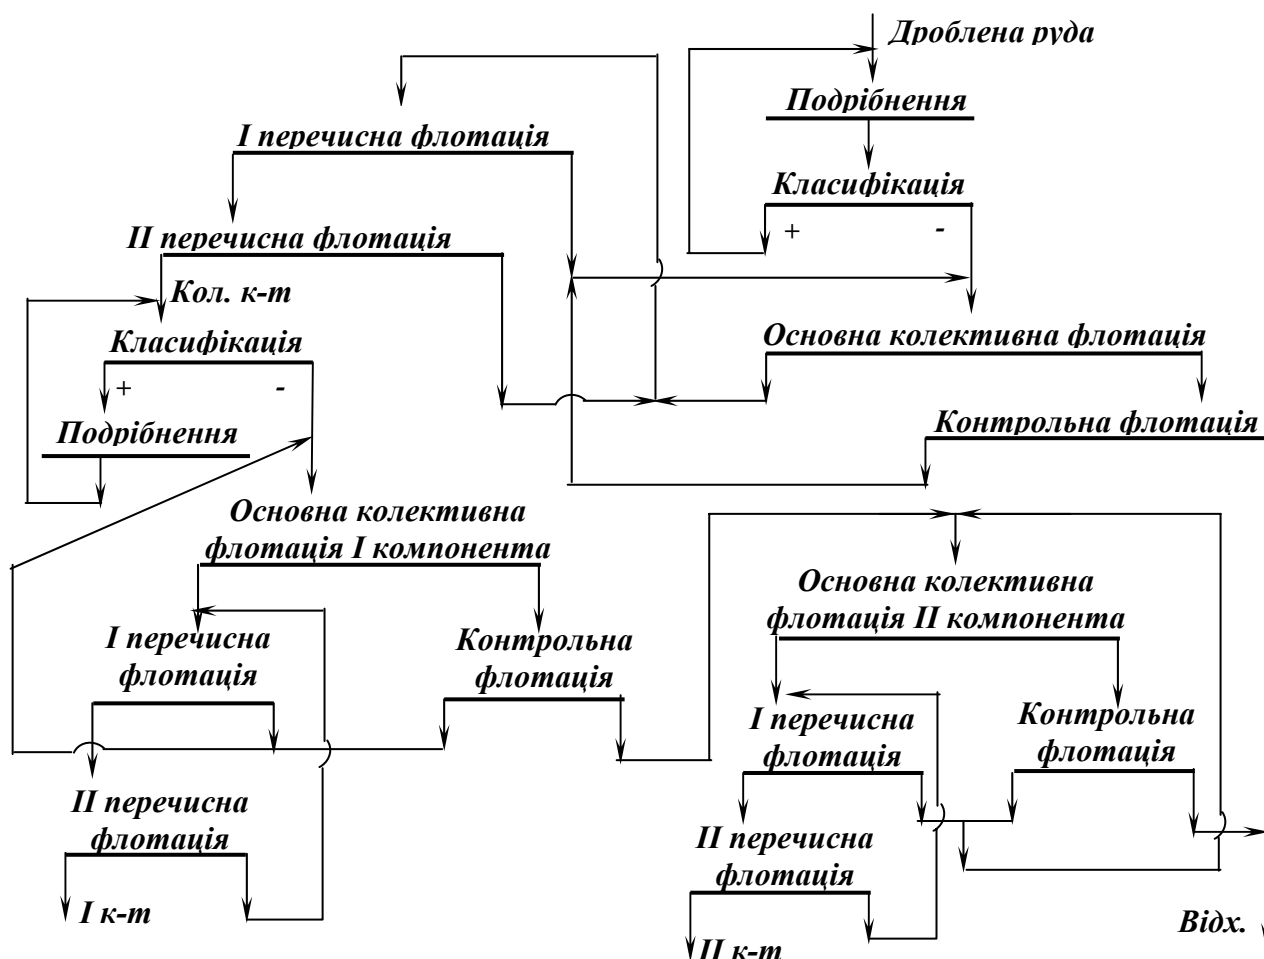 Дроблена руда
Подрібнення
І перечисна флотація
Класифікація
+ -
ІІ перечисна флотація
Кол. к-т
Основна колективна флотація
Класифікація
+ -
Контрольна флотація
Подрібнення
Основна колективна
флотація І компонента
Основна колективна
флотація ІІ компонента
І перечисна
флотація
Контрольна
флотація
І перечисна
флотація
Контрольна
флотація
ІІ перечисна
флотація
ІІ перечисна
флотація
І к-т
Відх.
ІІ к-т